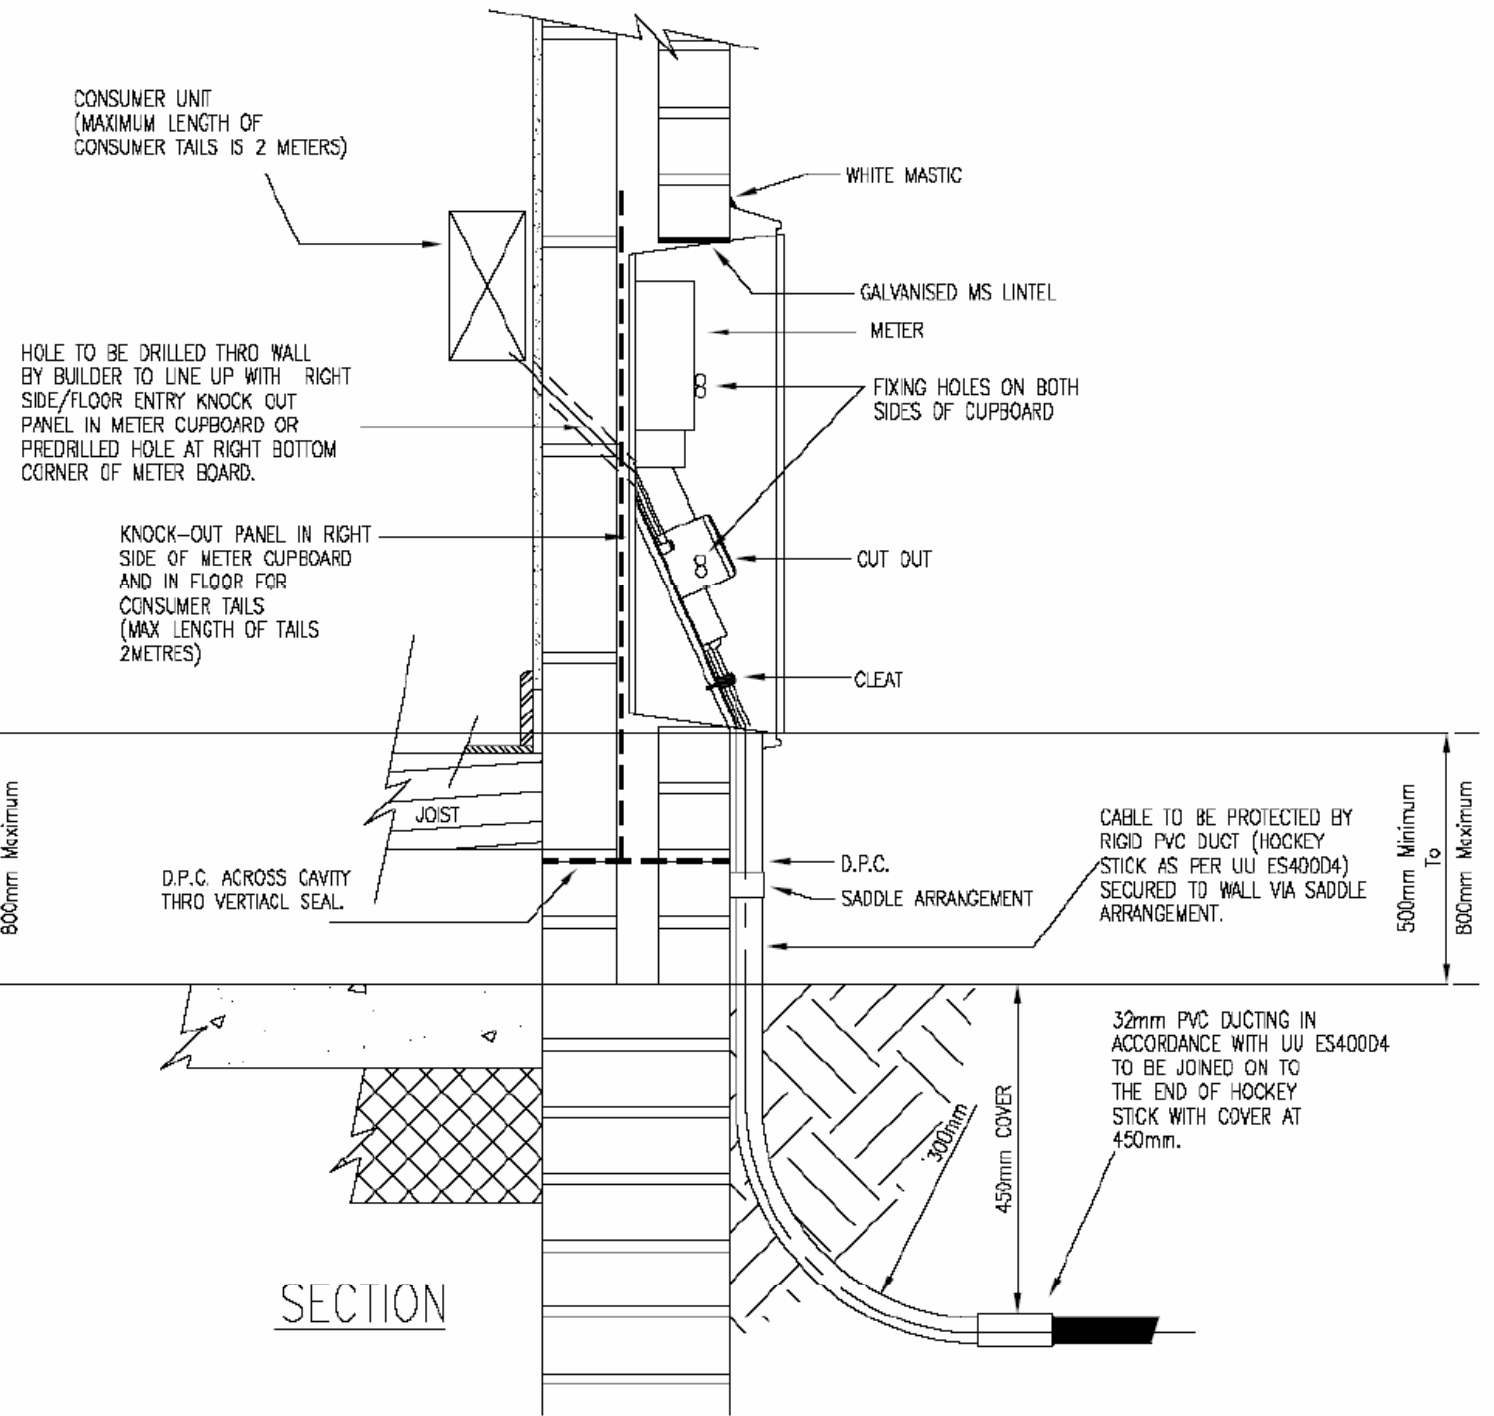 CONSUMER UNIT
(MAXIMUM LENGTH OF
CONSUMER TAILS IS 2 METERS)
WHITE MASTIC
GALVANISED MS LINTEL
METER
HOLE TO BE DRILLED THRO WALL
BY BUILDER TO LINE UP WITH RIGHT
SIDE/FLOOR ENTRY KNOCK OUT
PANEL IN METER CUPBOARD OR
PREDRILLED HOLE AT RIGHT BOTTOM
CORNER OF METER BOARD.
FIXING HOLES ON BOTH
SIDES OF CUPBOARD
KNOCK-OUT PANEL IN RIGHT
SIDE OF METER CUPBOARD
AND IN FLOOR FOR
CONSUMER TAILS
(MAX LENGTH OF TAILS
2METRES)
CUT OUT
CLEAT
800mm Maximum
JOIST
D.P.C. ACROSS CAVITY
THRO VERTIACL SEAL.
D.P.C.
SADDLE ARRANGEMENT
CABLE TO BE PROTECTED BY
RIGID PVC DUCT (HOCKEY
STICK AS PER UU ES400D4)
SECURED TO WALL VIA SADDLE
ARRANGEMENT.
500mm Minimum
To
800mm Maximum
32mm PVC DUCTING IN
ACCORDANCE WITH UU ES400D4
TO BE JOINED ON TO
THE END OF HOCKEY
STICK WITH COVER AT
450mm.
300mm
450mm COVER
SECTION